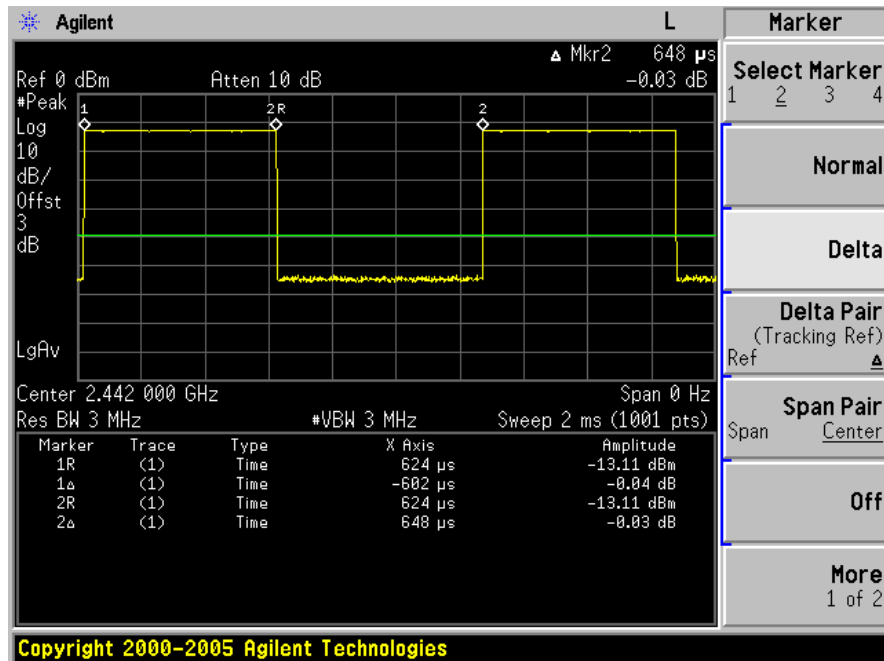 Agilent L
Marker
Δ Mkr2 648 µs
Ref 0 dBm Atten 10 dB -0.03 dB
#Peak
Log
10
dB/
Offst
3
dB
LgAv
1 2R 2
Center 2.442 000 GHz Span 0 Hz
Res BW 3 MHz #VBW 3 MHz Sweep 2 ms (1001 pts)
Marker Trace Type X Axis Amplitude
1R (1) Time 624 µs -13.11 dBm
1Δ (1) Time -602 µs -0.04 dB
2R (1) Time 624 µs -13.11 dBm
2Δ (1) Time 648 µs -0.03 dB
Select Marker
1 2 3 4
Normal
Delta
Delta Pair
(Tracking Ref)
Ref Δ
Span Pair
Span Center
Off
More
1 of 2
Copyright 2000-2005 Agilent Technologies